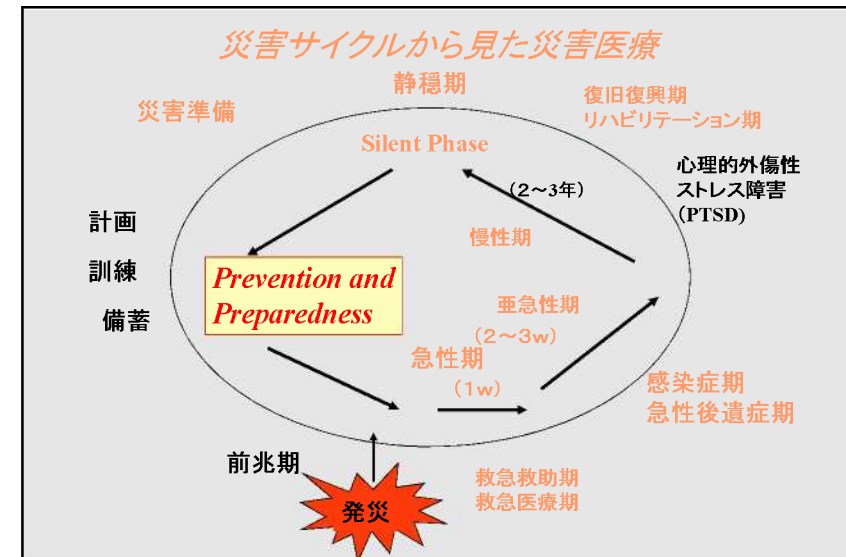 災害サイクルから見た災害医療
静穏期
災害準備
復旧復興期
リハビリテーション期
Silent Phase
心理的外傷性
ストレス障害
(PTSD)
(2～3年)
計画
慢性期
訓練
Prevention and
Preparedness
備蓄
亜急性期
(2～3w)
急性期
(1w)
感染症期
急性後遺症期
前兆期
救急救助期
救急医療期
発災